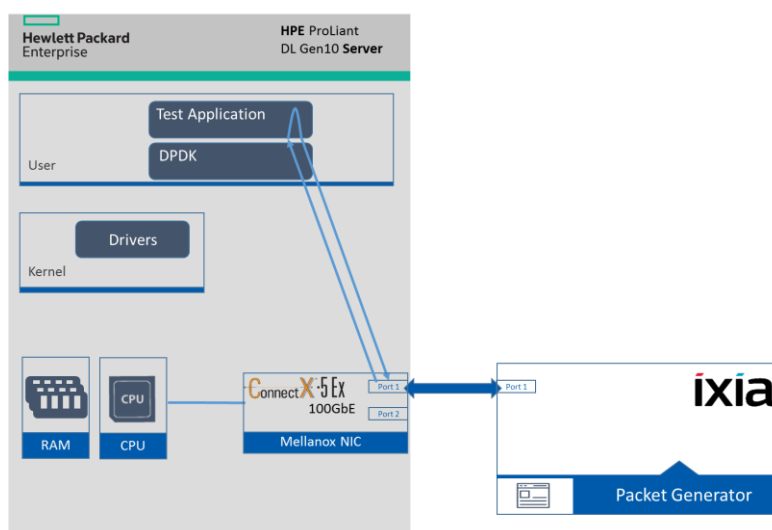 Hewlett Packard
Enterprise
HPE ProLiant
DL Gen10 Server
Test Application
DPDK
User
Drivers
Kernel
CPU
RAM
CPU
ConnectX·5 Ex
100GbE
Port 1
Port 2
Mellanox NIC
Port 1
ixia
Packet Generator